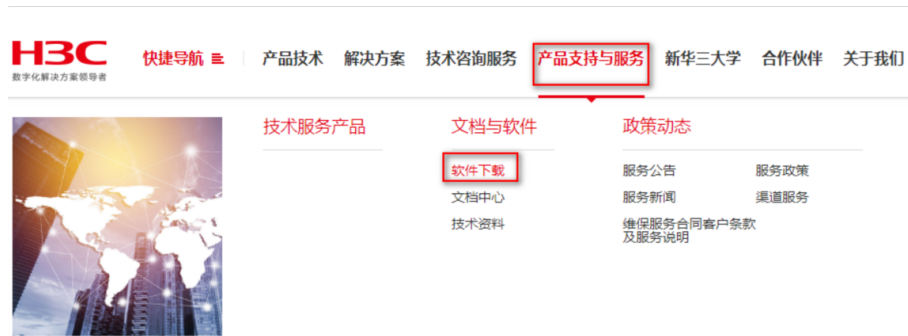 H3C
数字化解决方案领导者
快捷导航
产品技术 解决方案 技术咨询服务 产品支持与服务 新华三大学 合作伙伴 关于我们
技术服务产品 文档与软件 政策动态
软件下载 服务公告 服务政策
文档中心 服务新闻 渠道服务
技术资料 维保服务合同客户条款
及服务说明